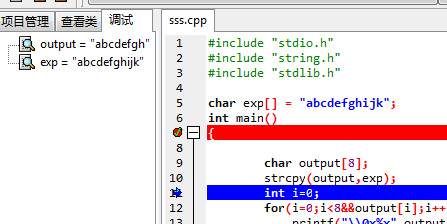 项目管理 查看类 调试
output = "abcdefgh"
exp = "abcdefghijk"
sss.cpp
1 #include "stdio.h"
2 #include "string.h"
3 #include "stdlib.h"
4
5 char exp[] = "abcdefghijk";
6 int main()
{
8
9 char output[8];
10 strcpy(output,exp);
int i=0;
12 for(i=0;i<8&&output[i];i++
13 printf("\\0x%x",output